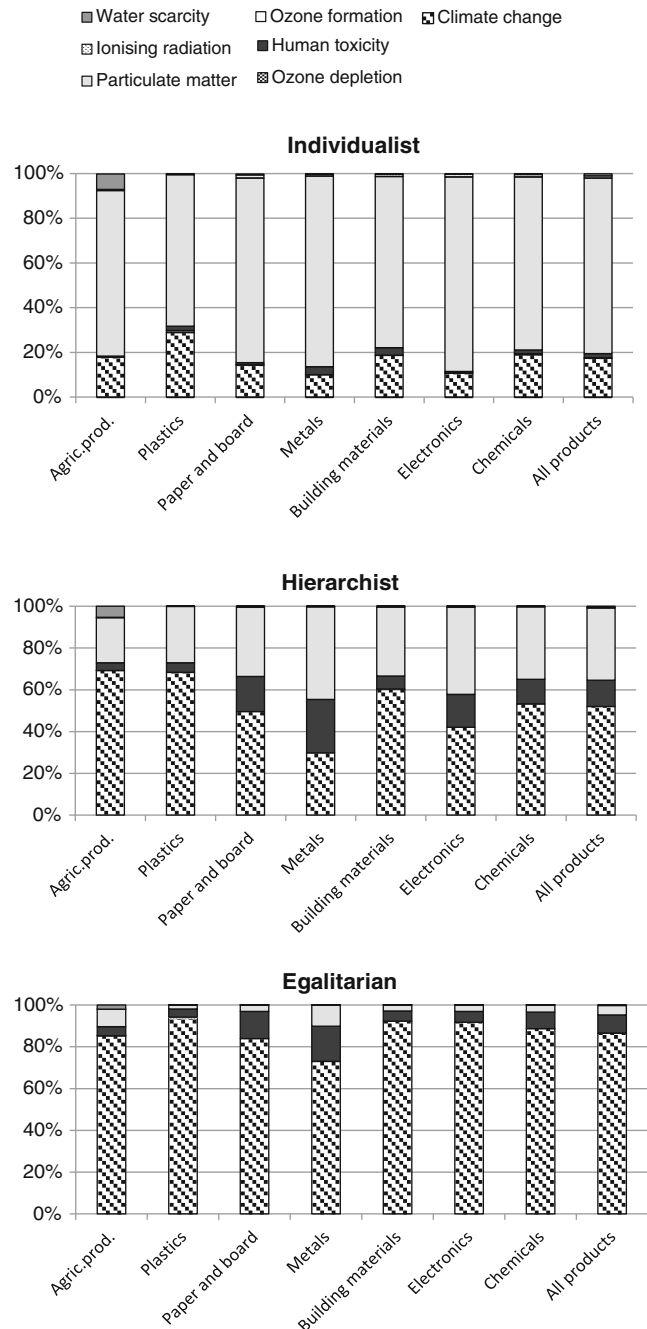 Water scarcity Ozone formation Climate change
Ionising radiation Human toxicity
Particulate matter Ozone depletion
Individualist
100%
80%
60%
40%
20%
0%
Agric.prod. Plastics Paper and board Metals Building materials Electronics Chemicals All products
Hierarchist
100%
80%
60%
40%
20%
0%
Agric.prod. Plastics Paper and board Metals Building materials Electronics Chemicals All products
Egalitarian
100%
80%
60%
40%
20%
0%
Agric.prod. Plastics Paper and board Metals Building materials Electronics Chemicals All products